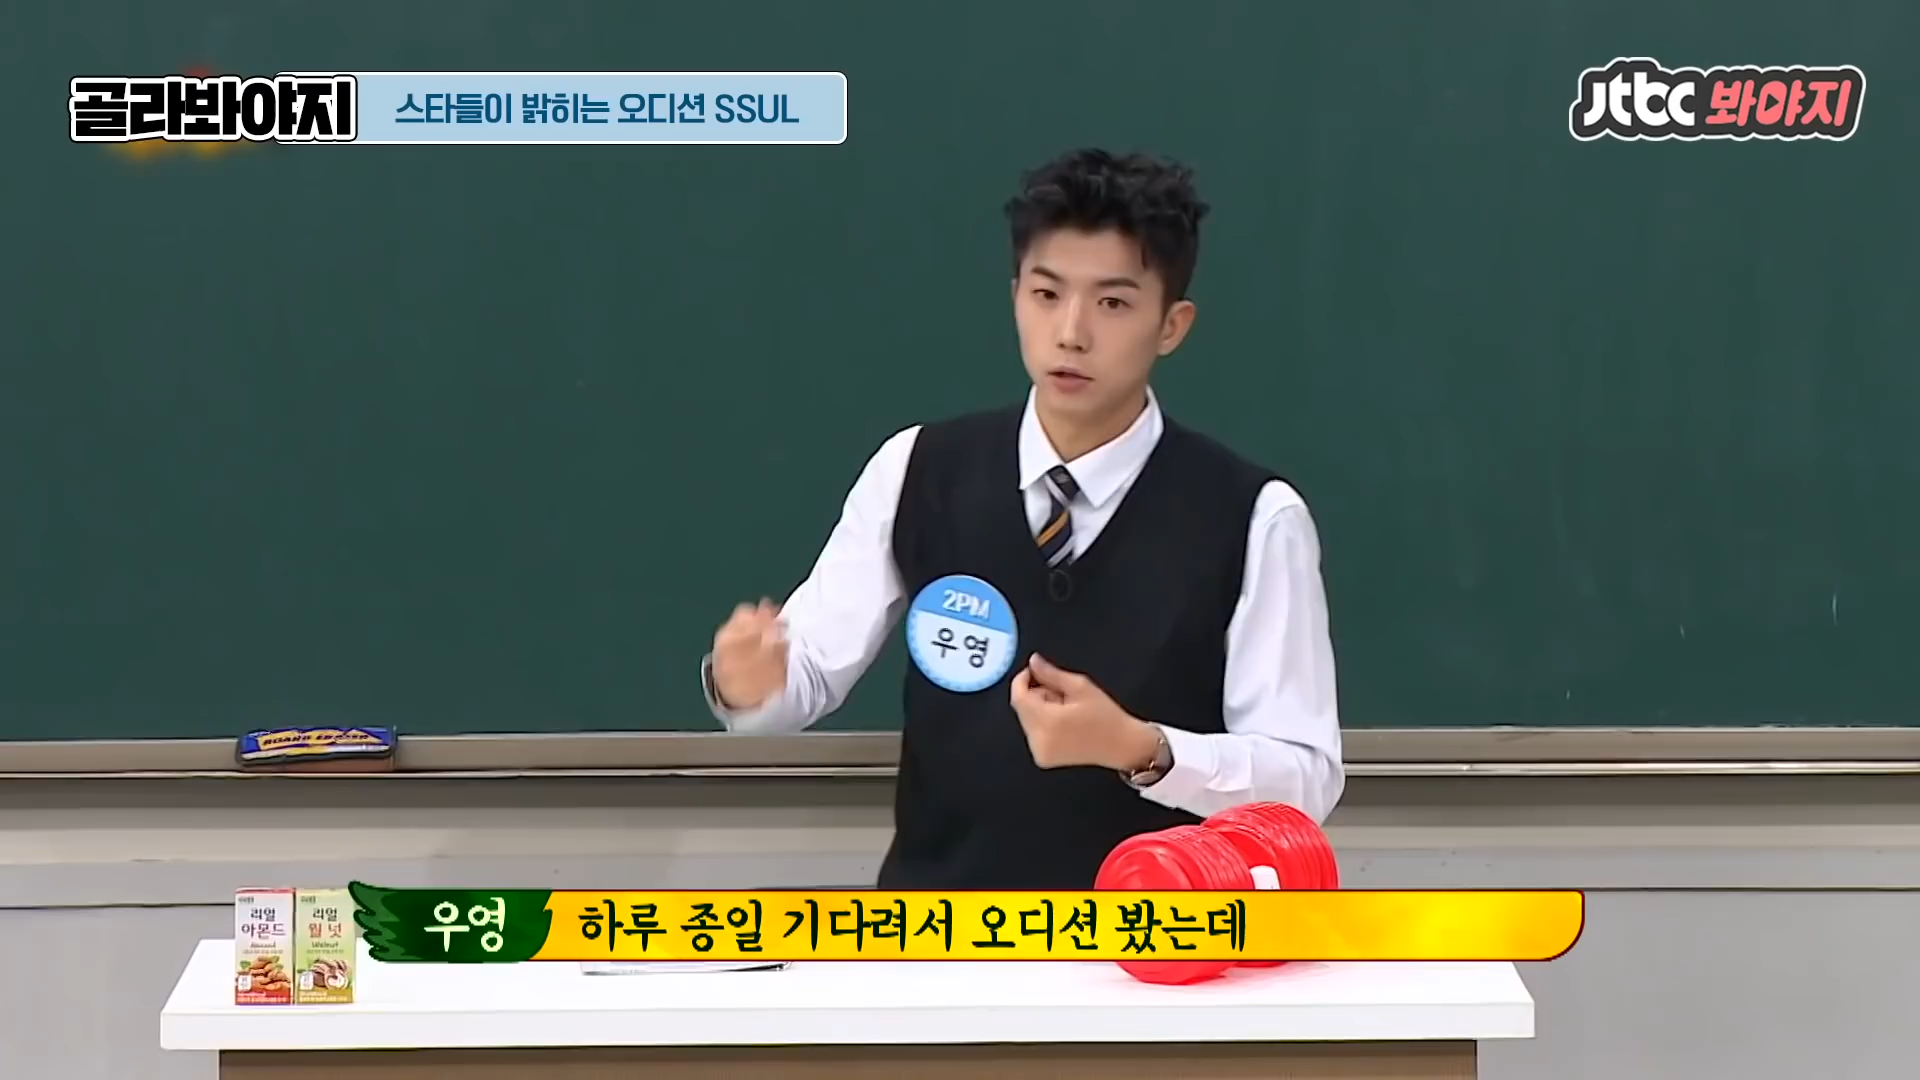 골라봐야지
스타들이 밝히는 오디션 SSUL
jtbc 봐야지
2PM
우영
BOARD ERASER
리얼
아몬드
Almond
리얼
월넛
Walnut
우영
하루 종일 기다려서 오디션 봤는데